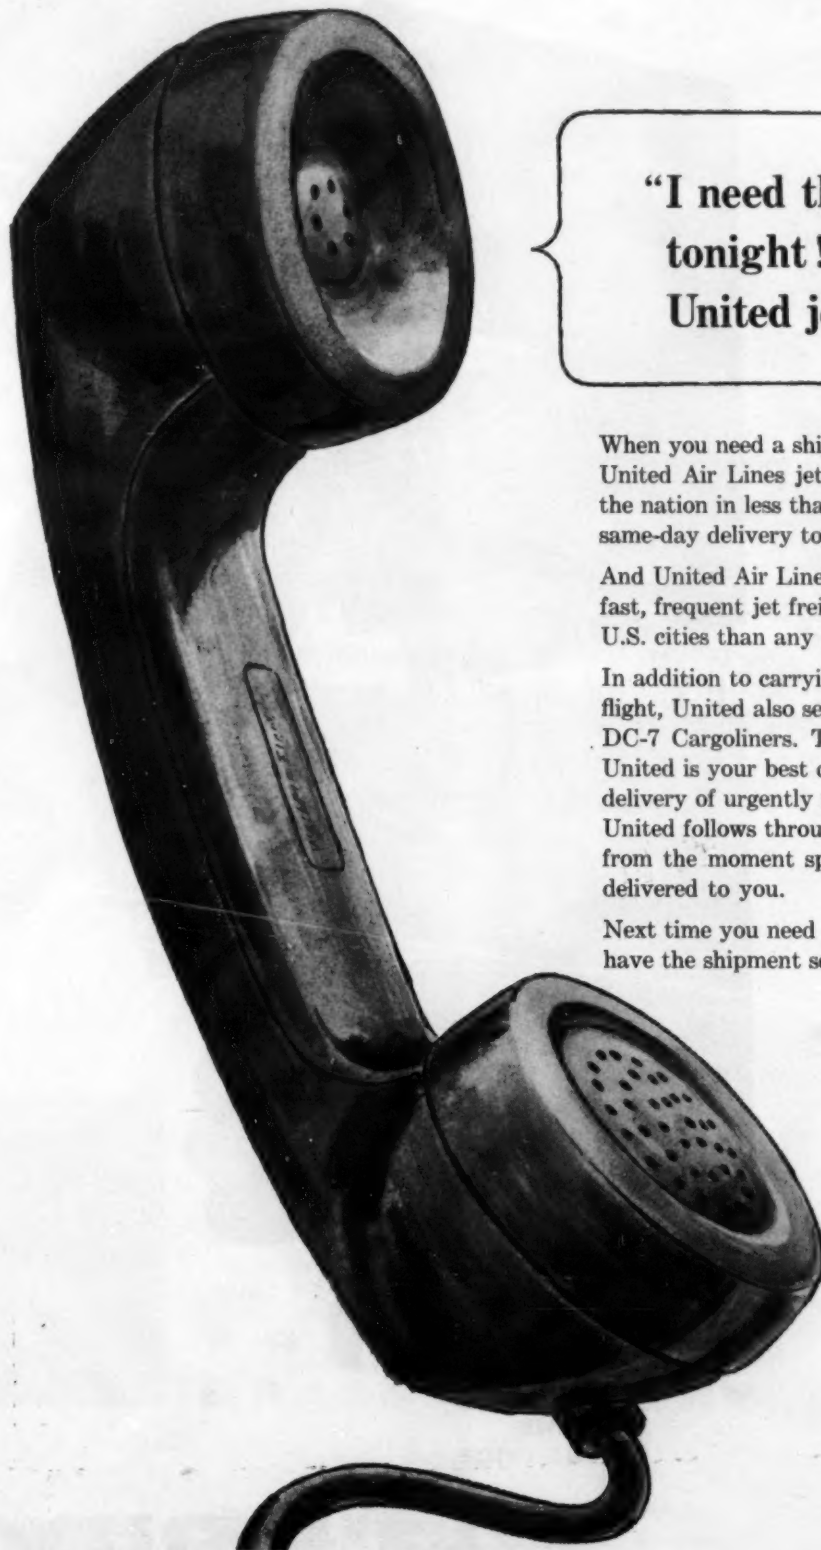 “I need th
tonight!
United je
When you need a shi
United Air Lines jet
the nation in less tha
same-day delivery to
And United Air Line
fast, frequent jet frei
U.S. cities than any
In addition to carryi
flight, United also se
DC-7 Cargoliners. T
United is your best c
delivery of urgently
United follows throu
from the moment sp
delivered to you.
Next time you need
have the shipment se